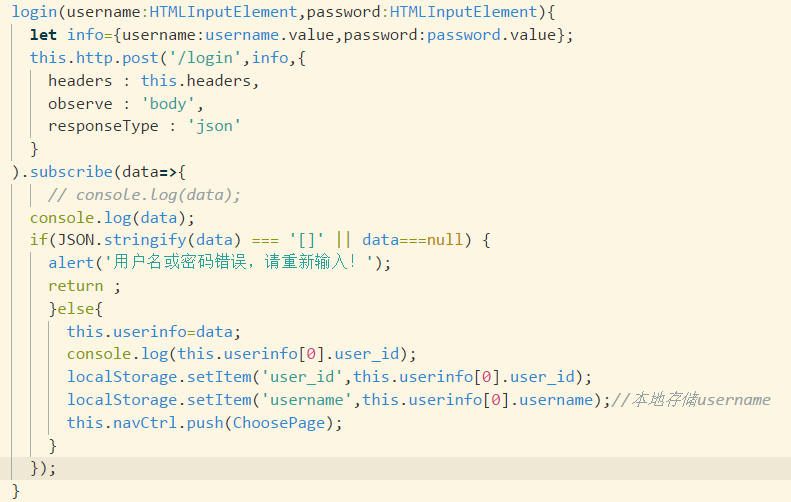 login(username:HTMLInputElement,password:HTMLInputElement){
let info={username:username.value,password:password.value};
this.http.post('/login',info,{
headers : this.headers,
observe : 'body',
responseType : 'json'
}
).subscribe(data=>{
// console.log(data);
console.log(data);
if(JSON.stringify(data) === '[]' || data===null) {
alert('用户名或密码错误，请重新输入！');
return ;
}else{
this.userinfo=data;
console.log(this.userinfo[0].user_id);
localStorage.setItem('user_id',this.userinfo[0].user_id);
localStorage.setItem('username',this.userinfo[0].username);//本地存储username
this.navCtrl.push(ChoosePage);
}
});
}